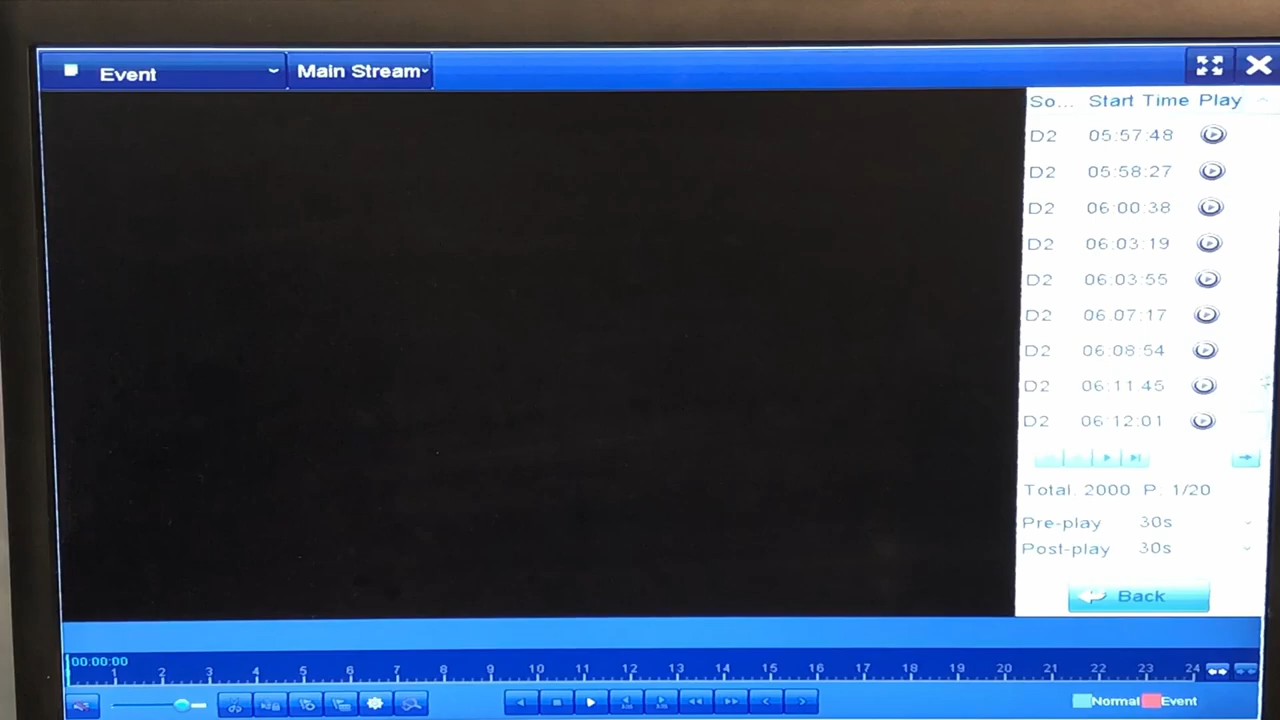 Event Main Stream
So... Start Time Play
D2 05:57:48
D2 05:58:27
D2 06:00:38
D2 06:03:19
D2 06:03:55
D2 06:07:17
D2 06:08:54
D2 06:11:45
D2 06:12:01
Total: 2000 P: 1/20
Pre-play 30s
Post-play 30s
Back
00:00:00
1 2 3 4 5 6 7 8 9 10 11 12 13 14 15 16 17 18 19 20 21 22 23 24
Normal Event